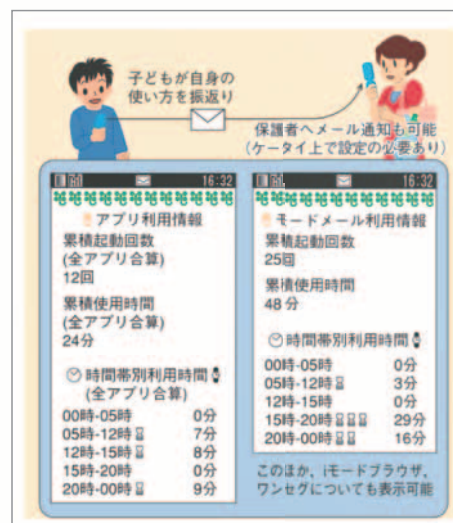 子どもが自身の
使い方を振返り
保護者へメール通知も可能
(ケータイ上で設定の必要あり)
16:32
アプリ利用情報
累積起動回数
(全アプリ合算)
12回
累積使用時間
(全アプリ合算)
24分
時間帯別利用時間
(全アプリ合算)
00時-05時 0分
05時-12時 7分
12時-15時 8分
15時-20時 0分
20時-00時 9分
16:32
モードメール利用情報
累積起動回数
25回
累積使用時間
48分
時間帯別利用時間
00時-05時 0分
05時-12時 3分
12時-15時 0分
15時-20時 29分
20時-00時 16分
このほか，iモードブラウザ，
ワンセグについても表示可能